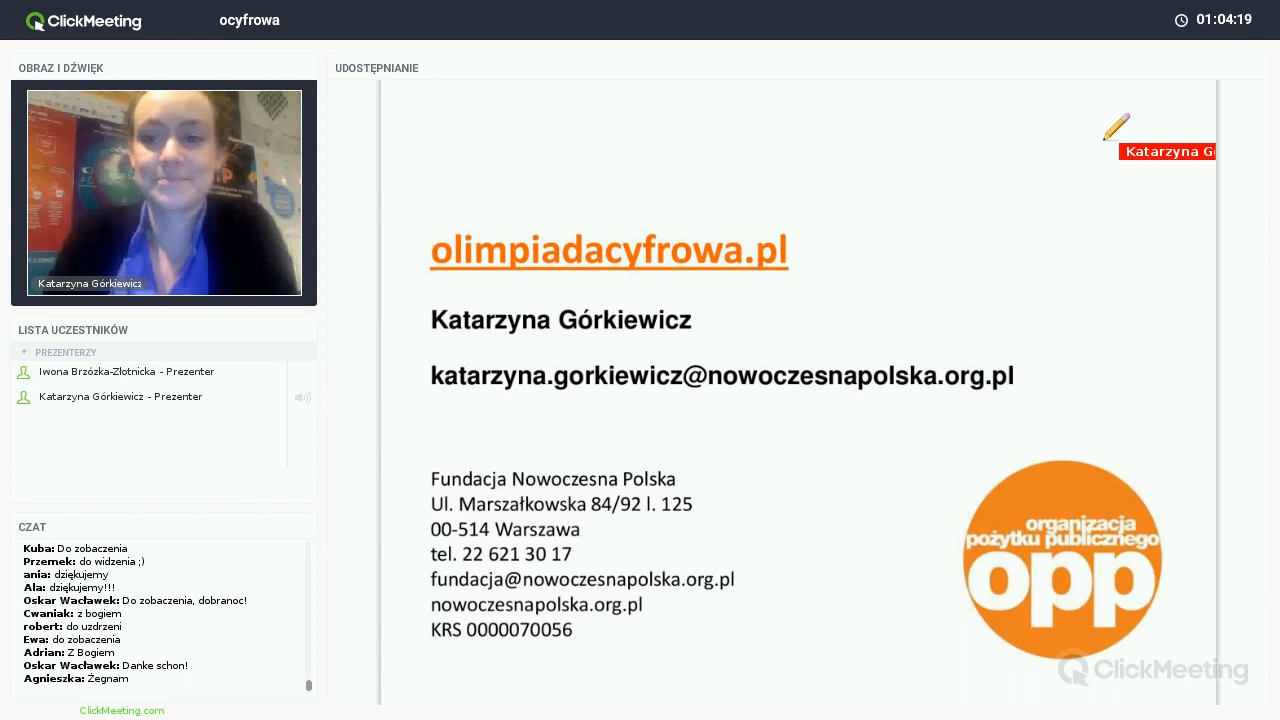 ClickMeeting
ocyfrowa
01:04:19
OBRAZ I DŹWIĘK
Katarzyna Górkiewicz
LISTA UCZESTNIKÓW
PREZENTERZY
Iwona Brzózka-Złotnicka - Prezenter
Katarzyna Górkiewicz - Prezenter
CZAT
Kuba: Do zobaczenia
Przemek: do widzenia ;)
ania: dziękujemy
Ala: dziękujemy!!!
Oskar Wacławek: Do zobaczenia, dobranoc!
Cwaniak: z bogiem
robert: do uzdrzeni
Ewa: do zobaczenia
Adrian: Z Bogiem
Oskar Wacławek: Danke schon!
Agnieszka: Żegnam
ClickMeeting.com
UDOSTĘPNIANIE
Katarzyna G
olimpiadacyfrowa.pl
Katarzyna Górkiewicz
katarzyna.gorkiewicz@nowoczesnapolska.org.pl
Fundacja Nowoczesna Polska
Ul. Marszałkowska 84/92 l. 125
00-514 Warszawa
tel. 22 621 30 17
fundacja@nowoczesnapolska.org.pl
nowoczesnapolska.org.pl
KRS 0000070056
organizacja
pożytku publicznego
opp
ClickMeeting